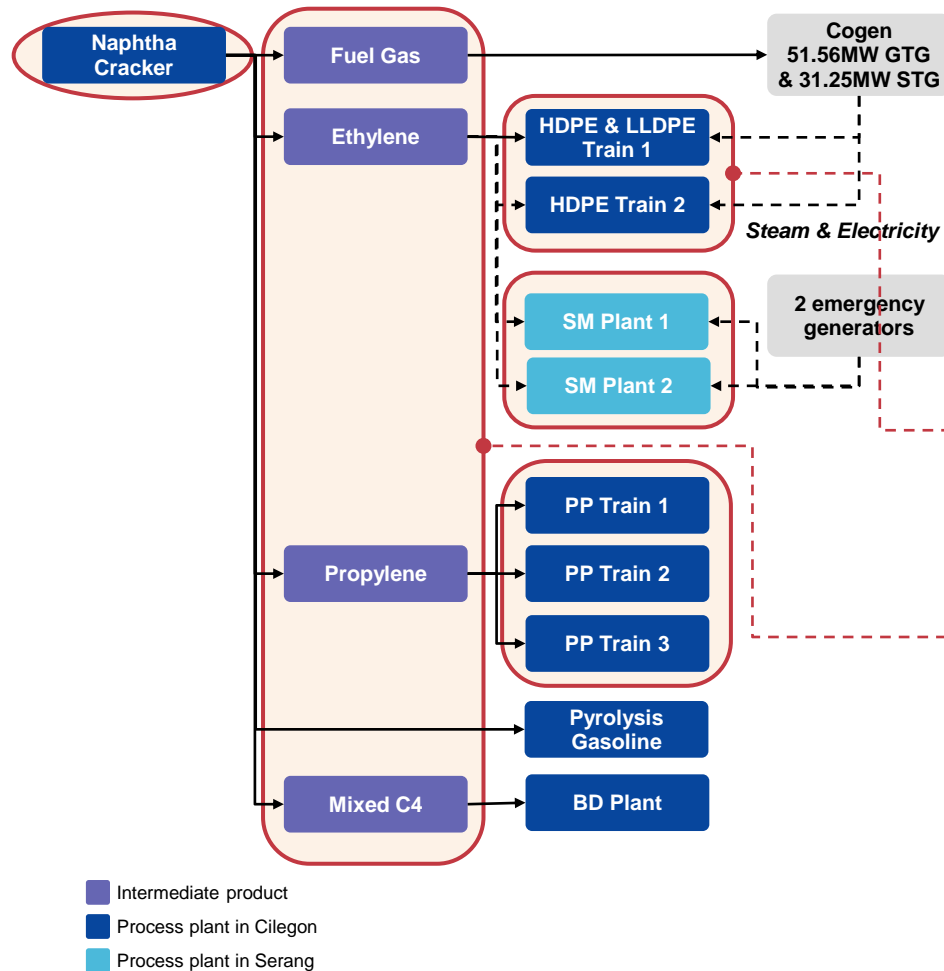 Naphtha
Cracker
Fuel Gas
Cogen
51.56MW GTG
& 31.25MW STG
Ethylene
HDPE & LLDPE
Train 1
HDPE Train 2
Steam & Electricity
SM Plant 1
2 emergency
generators
SM Plant 2
PP Train 1
Propylene
PP Train 2
PP Train 3
Pyrolysis
Gasoline
Mixed C4
BD Plant
Intermediate product
Process plant in Cilegon
Process plant in Serang